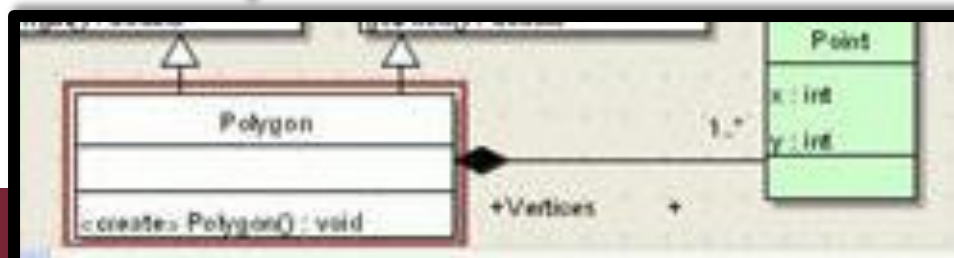 Point
x : int
y : int
Polygon
1..*
+Vertices +
«create» Polygon() : void